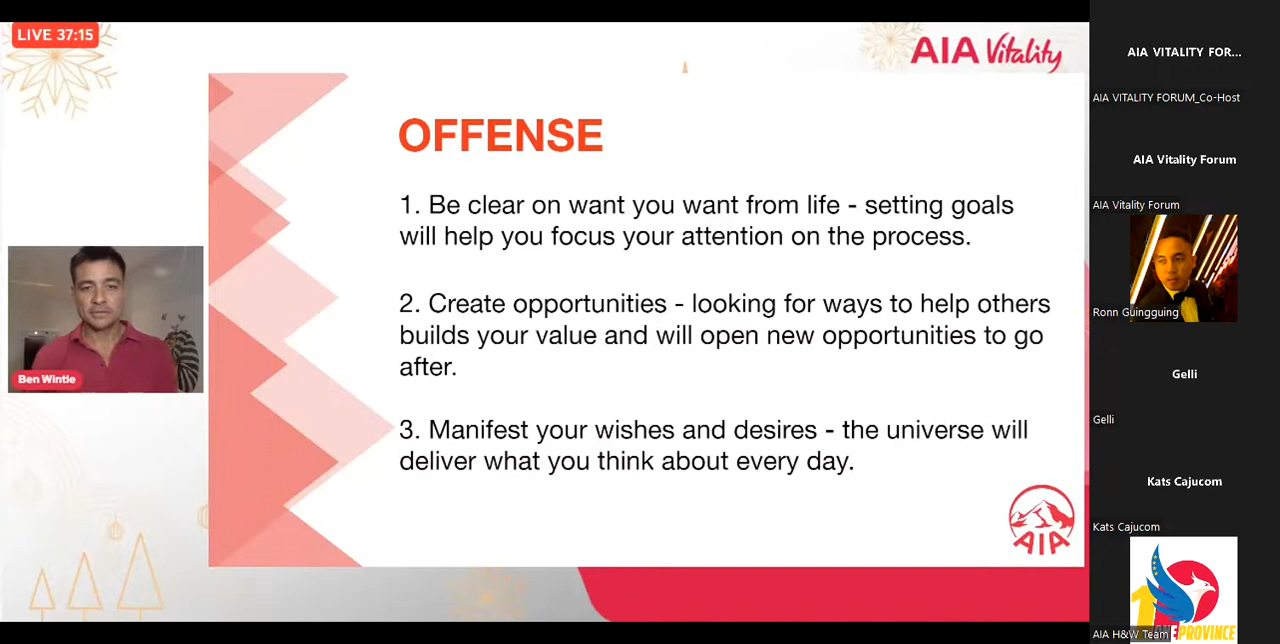 LIVE 37:15
AIA Vitality
OFFENSE
1. Be clear on want you want from life - setting goals
will help you focus your attention on the process.
2. Create opportunities - looking for ways to help others
builds your value and will open new opportunities to go
after.
3. Manifest your wishes and desires - the universe will
deliver what you think about every day.
AIA
Ben Wintle
AIA VITALITY FOR...
AIA VITALITY FORUM_Co-Host
AIA Vitality Forum
AIA Vitality Forum
Ronn Guingguing
Gelli
Gelli
Kats Cajucom
Kats Cajucom
AIA H&W Team
PROVINCE